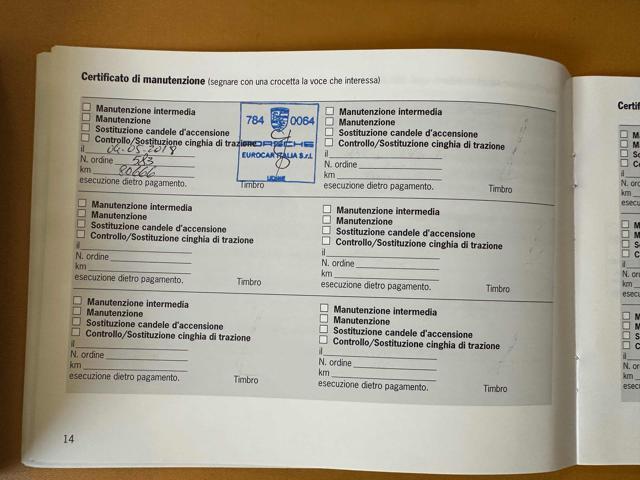 Certificato di manutenzione (segnare con una crocetta la voce che interessa)
Manutenzione intermedia
Manutenzione
Sostituzione candele d'accensione
Controllo/Sostituzione cinghia di trazione
il 04-05-2018
N. ordine 583
km 80666
esecuzione dietro pagamento. Timbro
784 0064
PORSCHE
EUROCAR ITALIA S.r.l.
UDINE
Manutenzione intermedia
Manutenzione
Sostituzione candele d'accensione
Controllo/Sostituzione cinghia di trazione
il
N. ordine
km
esecuzione dietro pagamento. Timbro
Manutenzione intermedia
Manutenzione
Sostituzione candele d'accensione
Controllo/Sostituzione cinghia di trazione
il
N. ordine
km
esecuzione dietro pagamento. Timbro
Manutenzione intermedia
Manutenzione
Sostituzione candele d'accensione
Controllo/Sostituzione cinghia di trazione
il
N. ordine
km
esecuzione dietro pagamento. Timbro
Manutenzione intermedia
Manutenzione
Sostituzione candele d'accensione
Controllo/Sostituzione cinghia di trazione
il
N. ordine
km
esecuzione dietro pagamento. Timbro
Manutenzione intermedia
Manutenzione
Sostituzione candele d'accensione
Controllo/Sostituzione cinghia di trazione
il
N. ordine
km
esecuzione dietro pagamento. Timbro
14